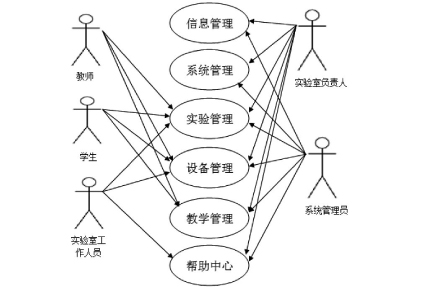 信息管理
系统管理
实验管理
设备管理
教学管理
帮助中心
教师
学生
实验室工
作人员
实验室负责人
系统管理员